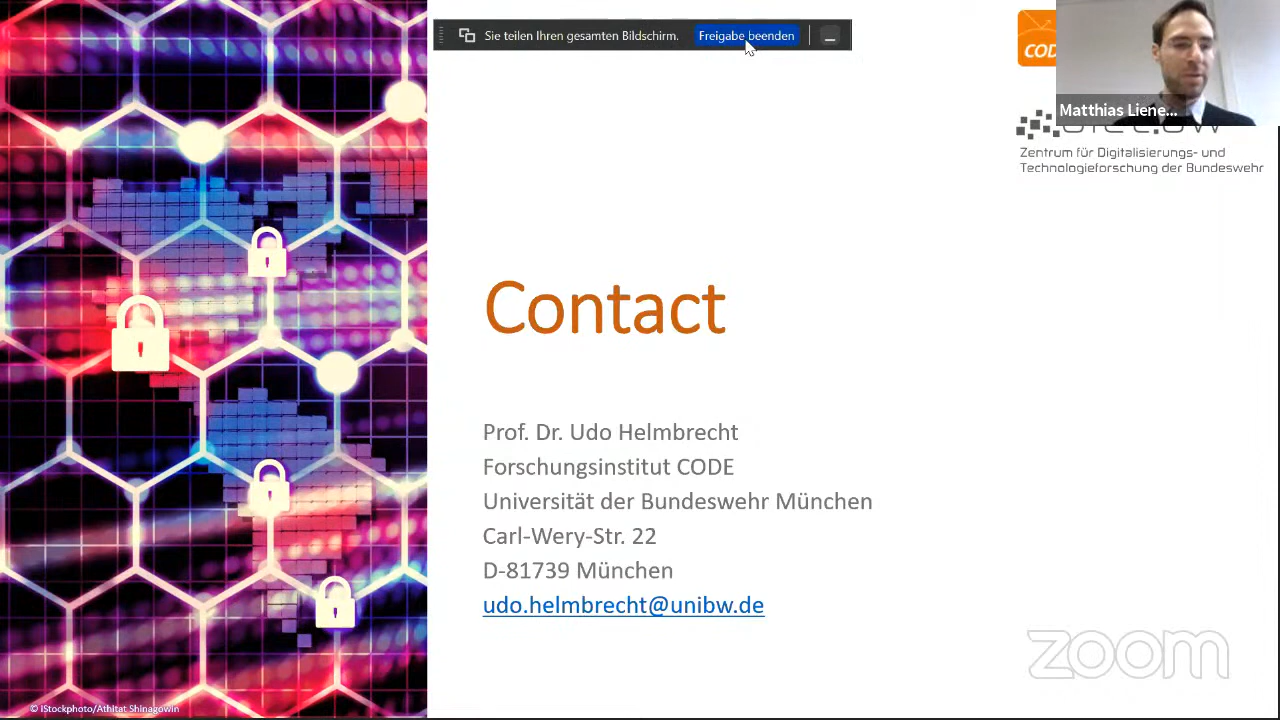 Sie teilen Ihren gesamten Bildschirm. Freigabe beenden
COD
Matthias Liene...
Zentrum für Digitalisierungs- und
Technologieforschung der Bundeswehr
Contact
Prof. Dr. Udo Helmbrecht
Forschungsinstitut CODE
Universität der Bundeswehr München
Carl-Wery-Str. 22
D-81739 München
udo.helmbrecht@unibw.de
zoom
© iStockphoto/Athitat Shinagowin